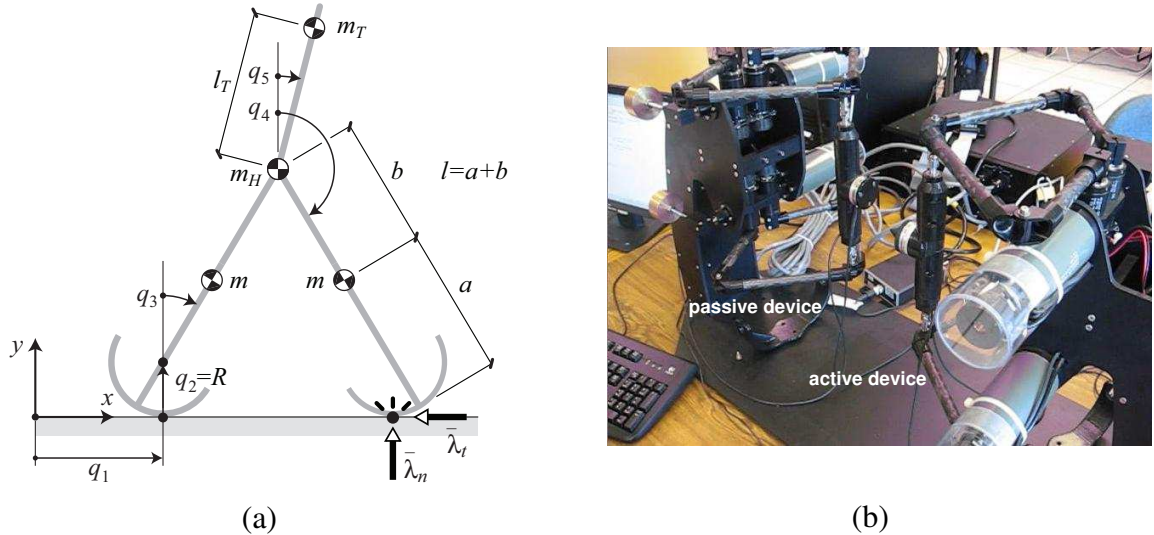 m_T
l_T
q_5
q_4
m_H
b
l=a+b
q_3
m
m
a
y
x
q_2=R
q_1
λ̄_t
λ̄_n
(a)
passive device
active device
(b)